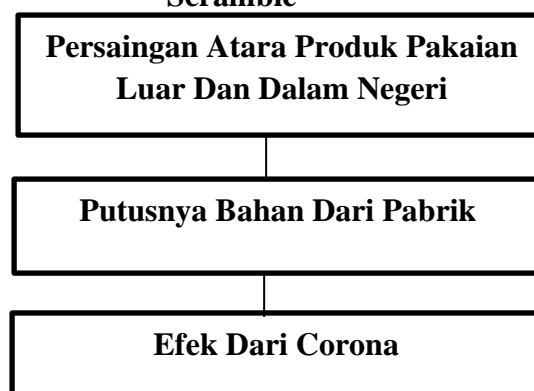 Scramble
Persaingan Atara Produk Pakaian
Luar Dan Dalam Negeri
Putusnya Bahan Dari Pabrik
Efek Dari Corona